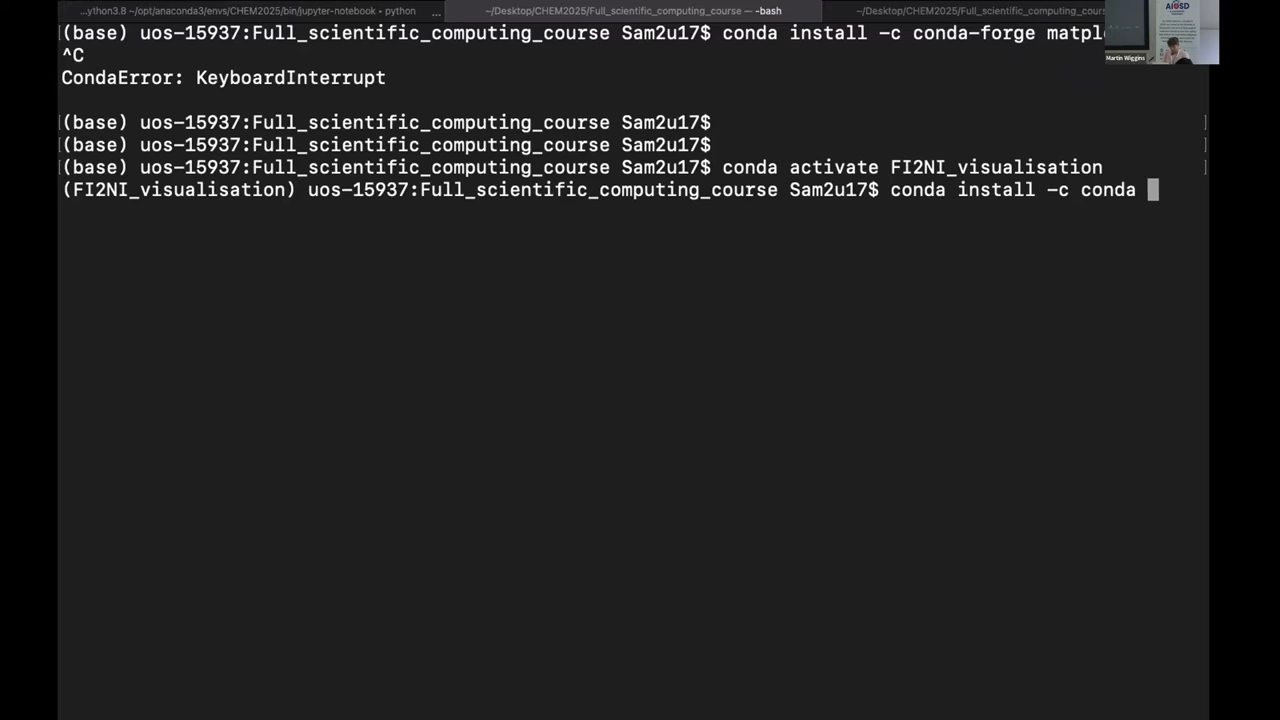 ...ython3.8 ~/opt/anaconda3/envs/CHEM2025/bin/jupyter-notebook • python ... ~/Desktop/CHEM2025/Full_scientific_computing_course — -bash ~/Desktop/CHEM2025/Full_scientific_computing_cours
(base) uos-15937:Full_scientific_computing_course Sam2u17$ conda install -c conda-forge matpl
^C
CondaError: KeyboardInterrupt
(base) uos-15937:Full_scientific_computing_course Sam2u17$
(base) uos-15937:Full_scientific_computing_course Sam2u17$
(base) uos-15937:Full_scientific_computing_course Sam2u17$ conda activate FI2NI_visualisation
(FI2NI_visualisation) uos-15937:Full_scientific_computing_course Sam2u17$ conda install -c conda
Martin Wiggins